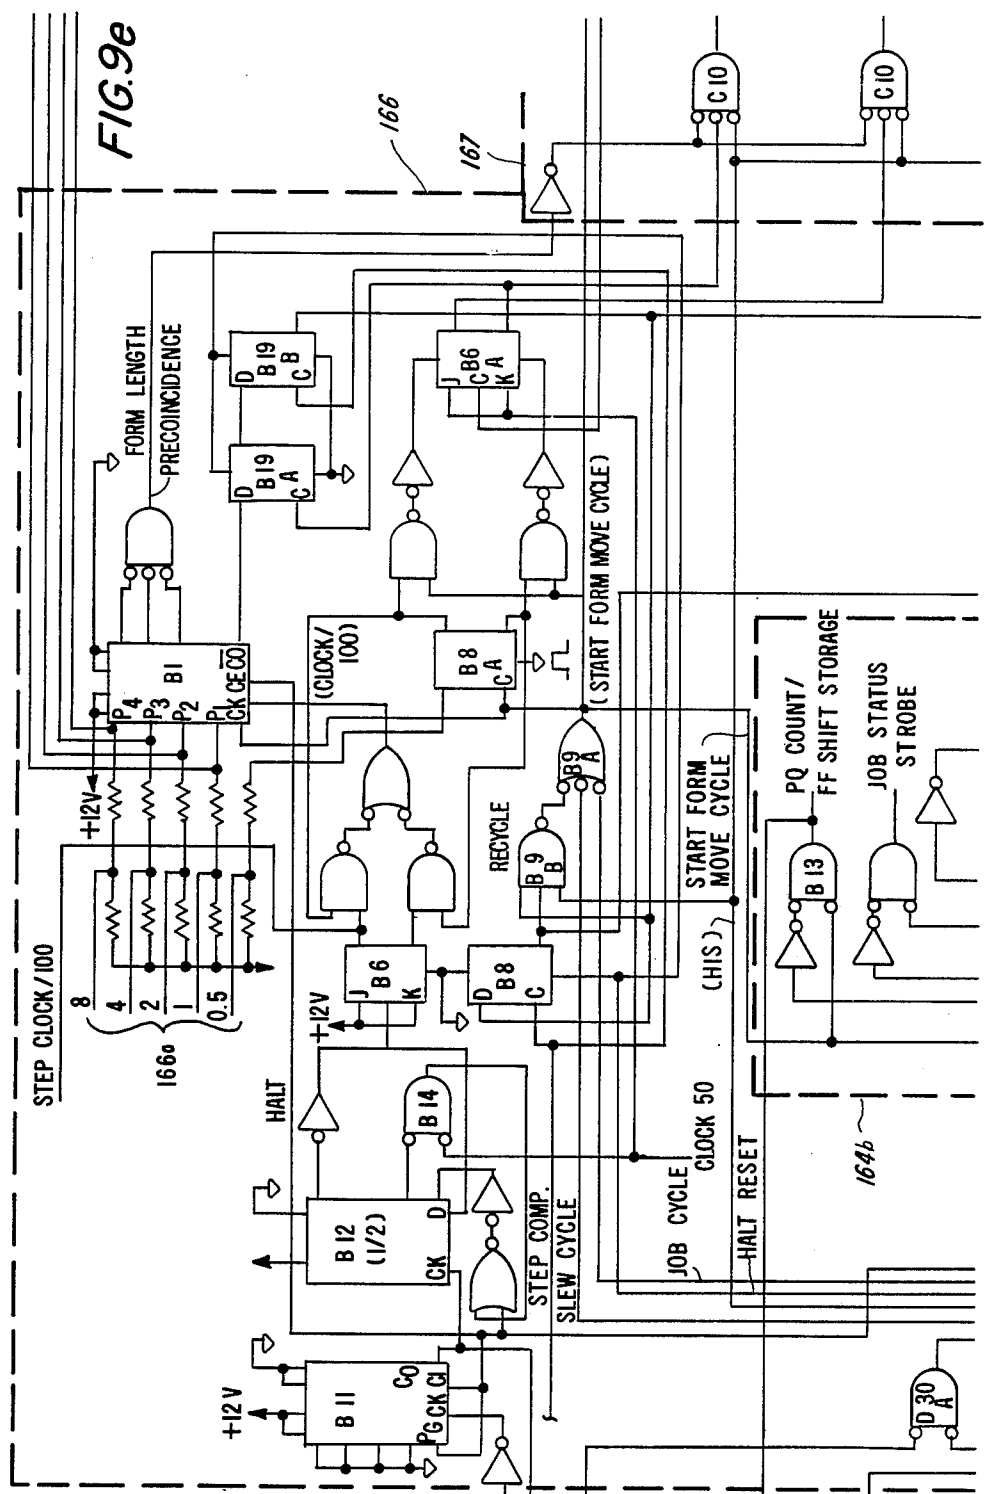 FIG. 9e
166
167
C10
C10
FORM LENGTH
PRECOINCIDENCE
+12V
P4
P3
P2
P1
B1
CK CE CO
D
B19
A
C
D
B19
B
C
STEP CLOCK/100
8
4
2
1
0.5
166a
(CLOCK/
100)
B8
A
C
J
B6
C A
K
J
B6
K
+12V
D
B8
C
RECYCLE
B9
B
B9
A
(START FORM MOVE CYCLE)
START FORM
MOVE CYCLE
(HIS)
PQ COUNT/
FF SHIFT STORAGE
B13
JOB STATUS
STROBE
164b
HALT
B14
B12
(1/2)
CK
D
CLOCK 50
STEP COMP.
SLEW CYCLE
JOB CYCLE
HALT RESET
+12V
B11
CO
PG CK CI
D30
A